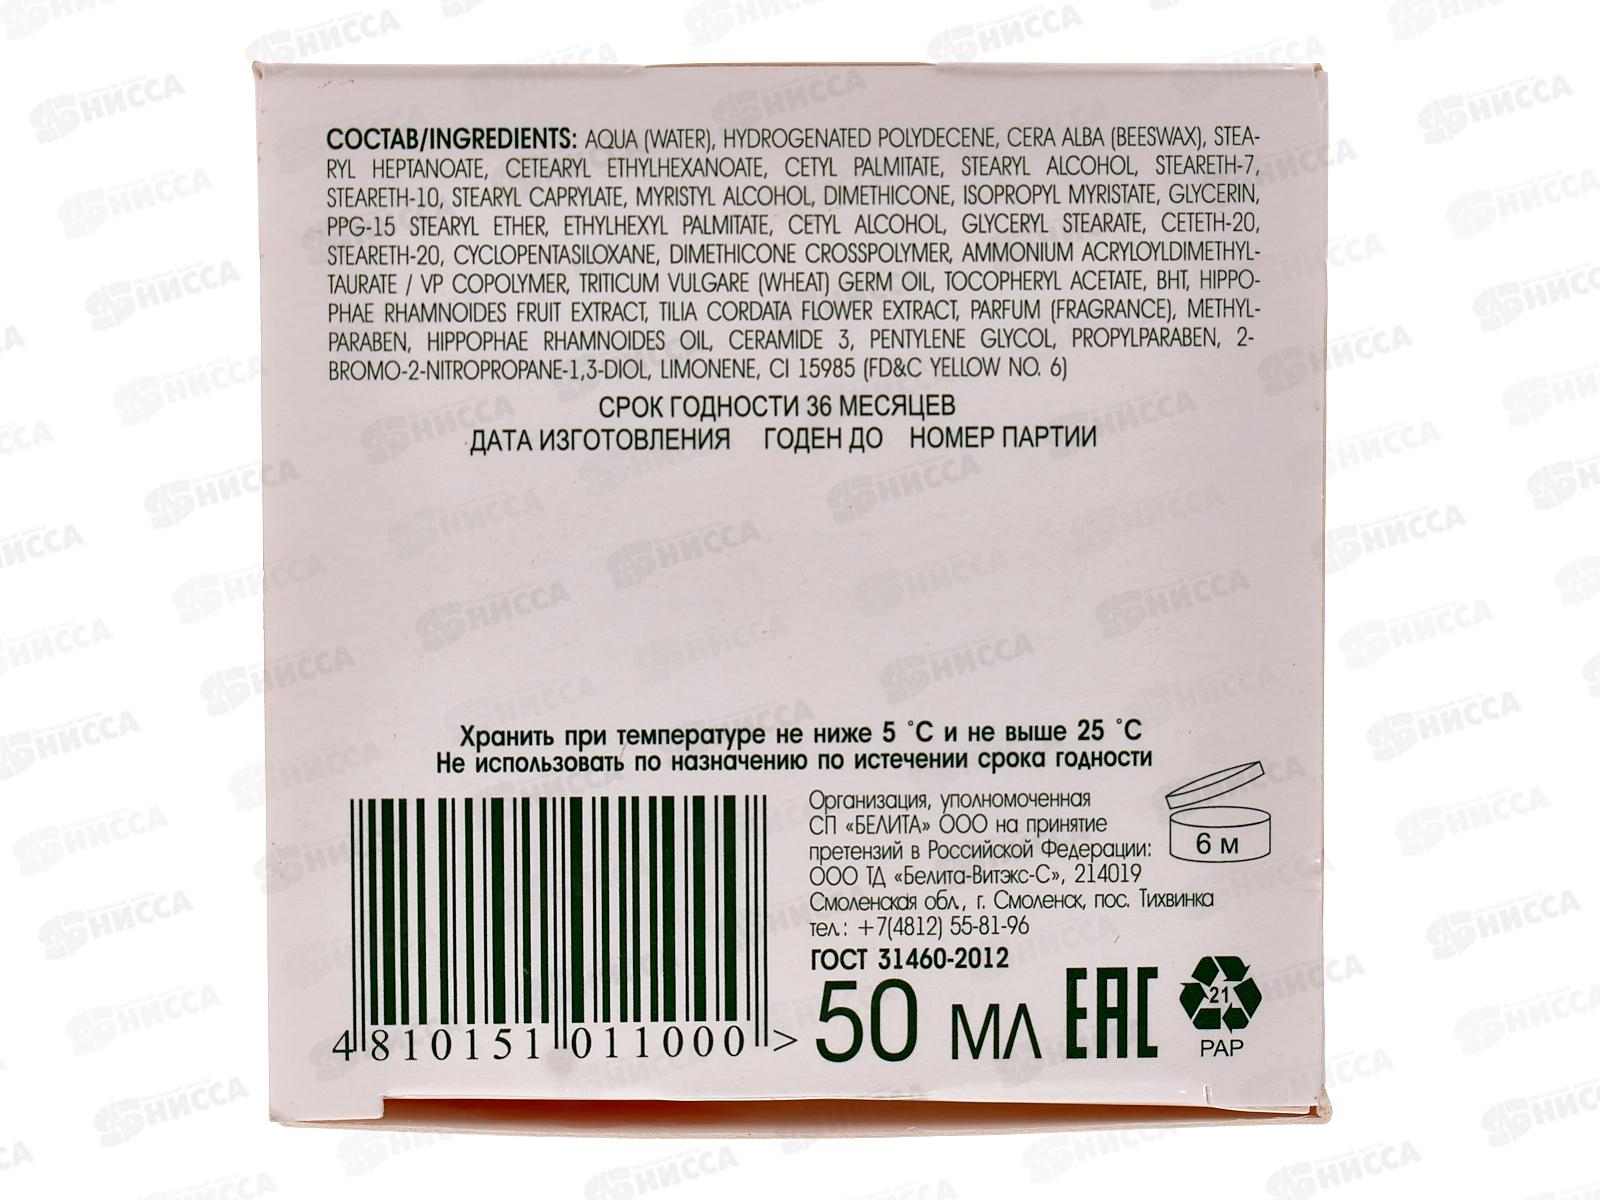 СОСТАВ/INGREDIENTS: AQUA (WATER), HYDROGENATED POLYDECENE, CERA ALBA (BEESWAX), STEA-
RYL HEPTANOATE, CETEARYL ETHYLHEXANOATE, CETYL PALMITATE, STEARYL ALCOHOL, STEARETH-7,
STEARETH-10, STEARYL CAPRYLATE, MYRISTYL ALCOHOL, DIMETHICONE, ISOPROPYL MYRISTATE, GLYCERIN,
PPG-15 STEARYL ETHER, ETHYLHEXYL PALMITATE, CETYL ALCOHOL, GLYCERYL STEARATE, CETETH-20,
STEARETH-20, CYCLOPENTASILOXANE, DIMETHICONE CROSSPOLYMER, AMMONIUM ACRYLOYLDIMETHYL-
TAURATE / VP COPOLYMER, TRITICUM VULGARE (WHEAT) GERM OIL, TOCOPHERYL ACETATE, BHT, HIPPO-
PHAE RHAMNOIDES FRUIT EXTRACT, TILIA CORDATA FLOWER EXTRACT, PARFUM (FRAGRANCE), METHYL-
PARABEN, HIPPOPHAE RHAMNOIDES OIL, CERAMIDE 3, PENTYLENE GLYCOL, PROPYLPARABEN, 2-
BROMO-2-NITROPROPANE-1,3-DIOL, LIMONENE, CI 15985 (FD&C YELLOW NO. 6)
СРОК ГОДНОСТИ 36 МЕСЯЦЕВ
ДАТА ИЗГОТОВЛЕНИЯ ГОДЕН ДО НОМЕР ПАРТИИ
Хранить при температуре не ниже 5 °С и не выше 25 °С
Не использовать по назначению по истечении срока годности
Организация, уполномоченная
СП «БЕЛИТА» ООО на принятие
претензий в Российской Федерации:
ООО ТД «Белита-Витэкс-С», 214019
Смоленская обл., г. Смоленск, пос. Тихвинка
тел.: +7(4812) 55-81-96
6 м
ГОСТ 31460-2012
50 мл EAC
21
PAP
4 810151 011000 >
НИССА